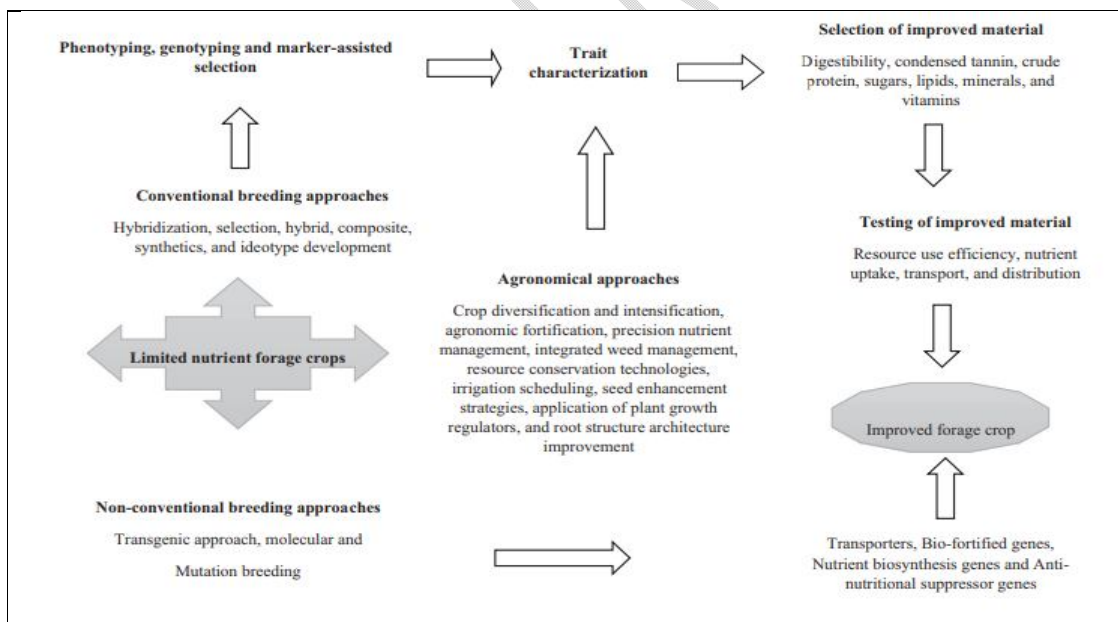 Phenotyping, genotyping and marker-assisted
selection
Trait
characterization
Selection of improved material
Digestibility, condensed tannin, crude
protein, sugars, lipids, minerals, and
vitamins
Conventional breeding approaches
Hybridization, selection, hybrid, composite,
synthetics, and ideotype development
Testing of improved material
Resource use efficiency, nutrient
uptake, transport, and distribution
Limited nutrient forage crops
Agronomical approaches
Crop diversification and intensification,
agronomic fortification, precision nutrient
management, integrated weed management,
resource conservation technologies,
irrigation scheduling, seed enhancement
strategies, application of plant growth
regulators, and root structure architecture
improvement
Improved forage crop
Non-conventional breeding approaches
Transgenic approach, molecular and
Mutation breeding
Transporters, Bio-fortified genes,
Nutrient biosynthesis genes and Anti-
nutritional suppressor genes